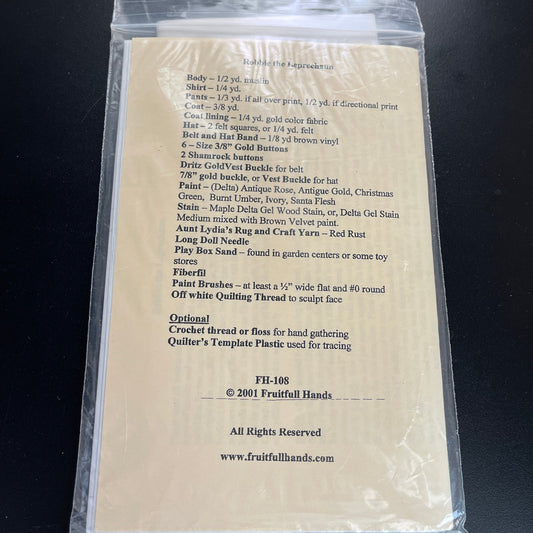 Robbie the Leprechaun
Body – 1/2 yd. muslin
Shirt – 1/4 yd.
Pants – 1/3 yd. if all over print, 1/2 yd. if directional print
Coat – 3/8 yd.
Coat lining – 1/4 yd. gold color fabric
Hat – 2 felt squares, or 1/4 yd. felt
Belt and Hat Band – 1/8 yd brown vinyl
6 – Size 3/8" Gold Buttons
2 Shamrock buttons
Dritz GoldVest Buckle for belt
7/8" gold buckle, or Vest Buckle for hat
Paint – (Delta) Antique Rose, Antigue Gold, Christmas
Green, Burnt Umber, Ivory, Santa Flesh
Stain – Maple Delta Gel Wood Stain, or, Delta Gel Stain
Medium mixed with Brown Velvet paint.
Aunt Lydia's Rug and Craft Yarn – Red Rust
Long Doll Needle
Play Box Sand – found in garden centers or some toy
stores
Fiberfil
Paint Brushes – at least a ½" wide flat and #0 round
Off white Quilting Thread to sculpt face
Optional
Crochet thread or floss for hand gathering
Quilter's Template Plastic used for tracing
FH-108
© 2001 Fruitfull Hands
All Rights Reserved
www.fruitfullhands.com